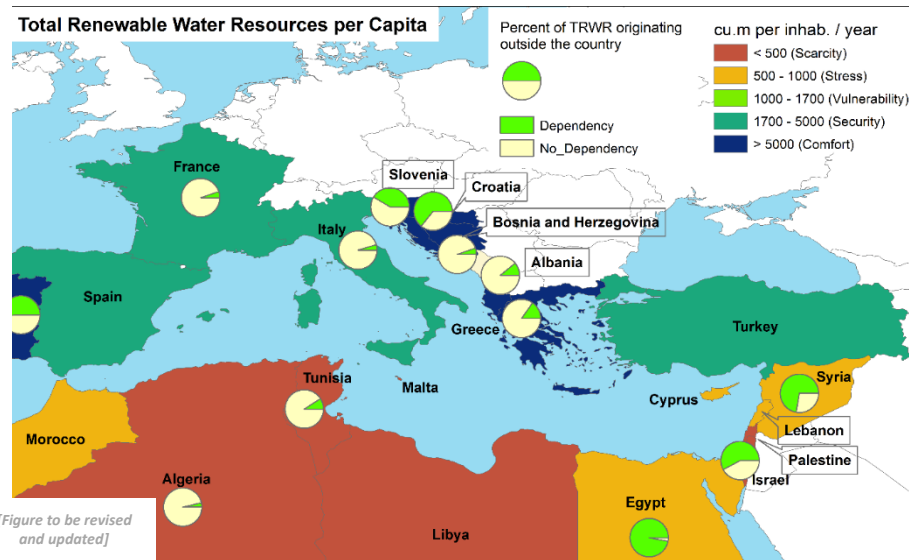 Total Renewable Water Resources per Capita
Percent of TRWR originating
outside the country
Dependency
No_Dependency
cu.m per inhab. / year
< 500 (Scarcity)
500 - 1000 (Stress)
1000 - 1700 (Vulnerability)
1700 - 5000 (Security)
> 5000 (Comfort)
France
Slovenia
Croatia
Bosnia and Herzegovina
Italy
Albania
Spain
Greece
Turkey
Tunisia
Malta
Cyprus
Syria
Lebanon
Morocco
Palestine
Israel
Algeria
Egypt
Libya
[Figure to be revised
and updated]